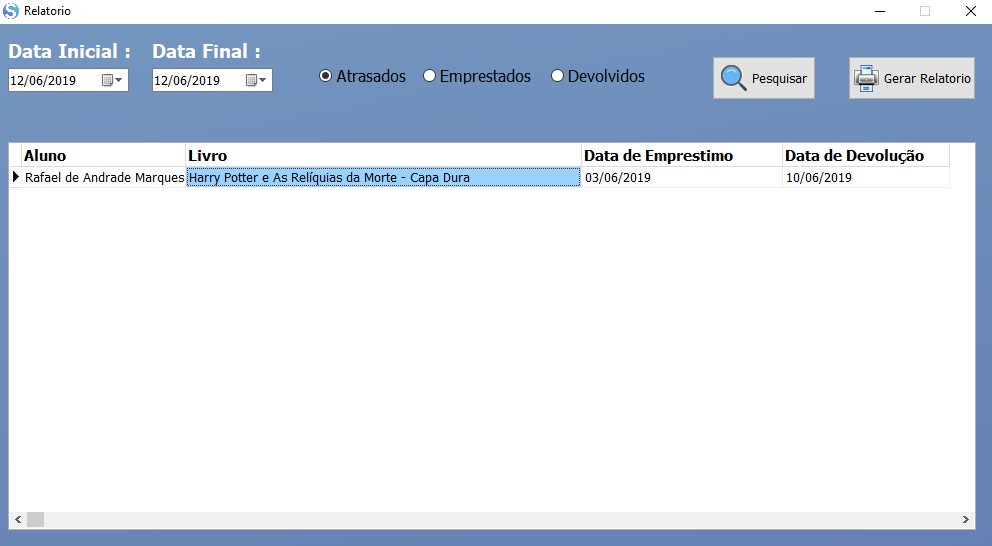 Relatorio
Data Inicial : Data Final :
12/06/2019 12/06/2019 Atrasados Emprestados Devolvidos Pesquisar Gerar Relatorio
Aluno Livro Data de Emprestimo Data de Devolução
Rafael de Andrade Marques Harry Potter e As Relíquias da Morte - Capa Dura 03/06/2019 10/06/2019